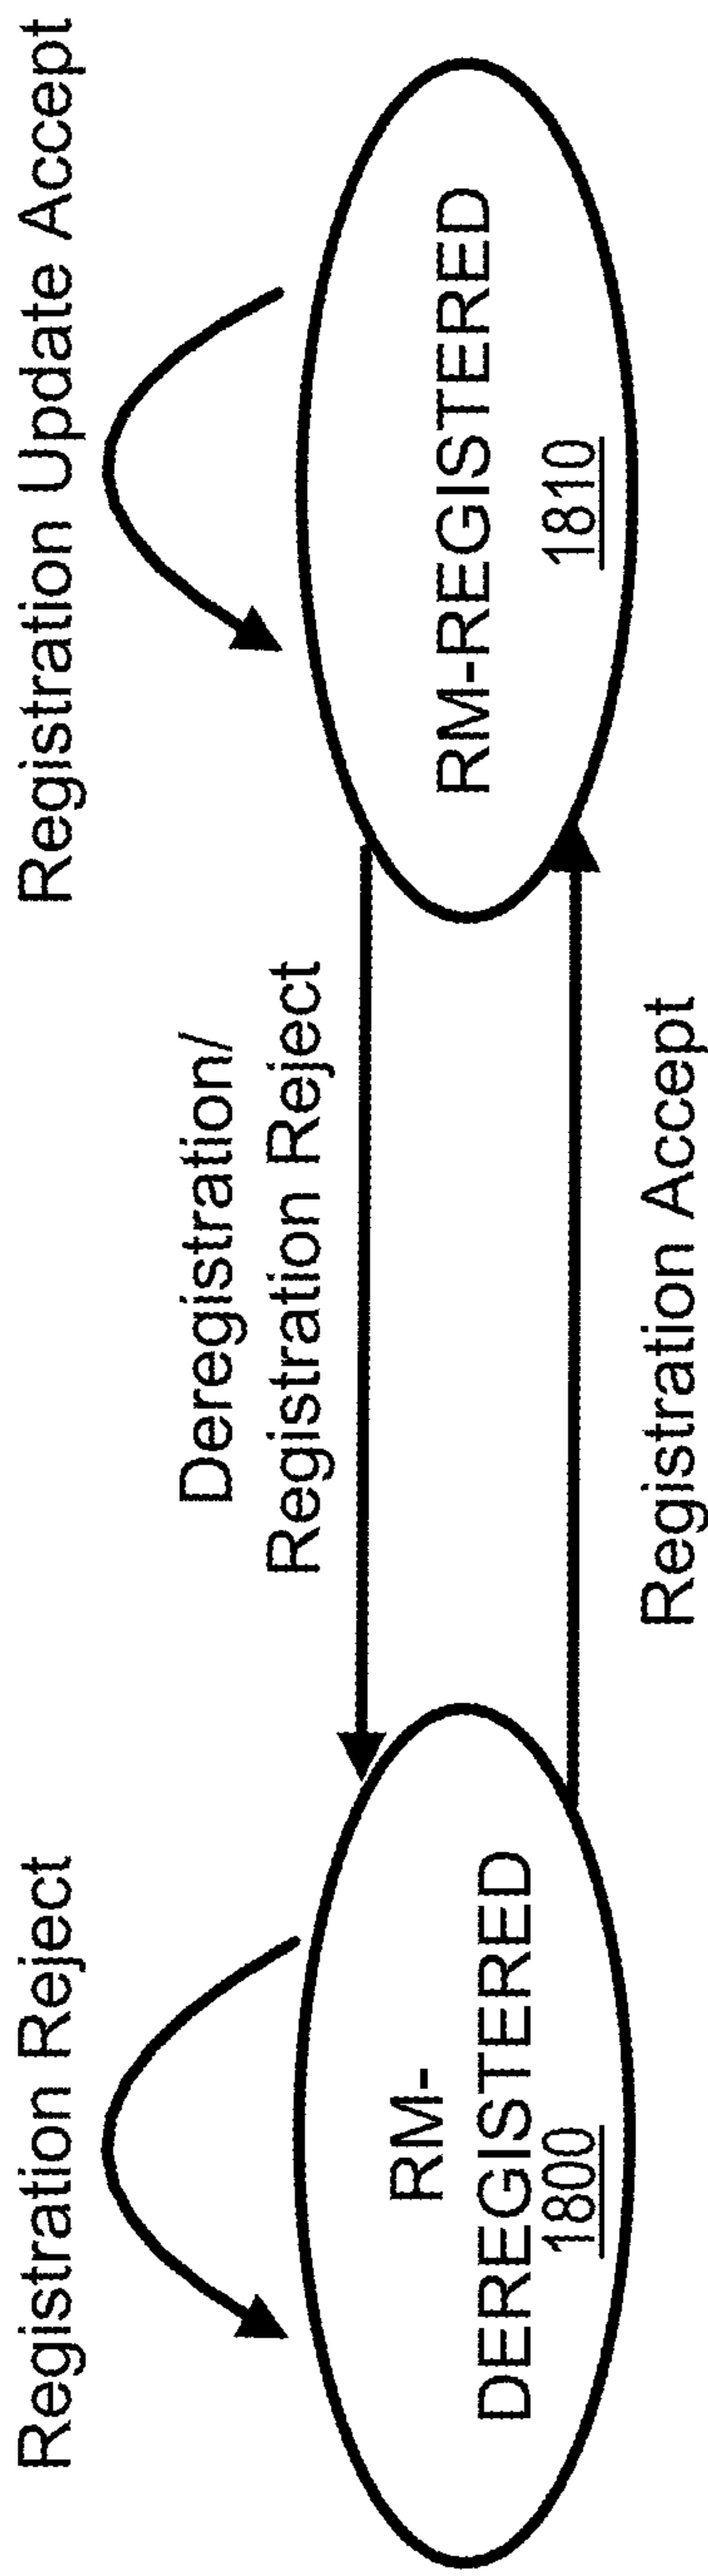 Registration Reject
Registration Update Accept
Deregistration/
Registration Reject
RM-
DEREGISTERED
1800
RM-REGISTERED
1810
Registration Accept